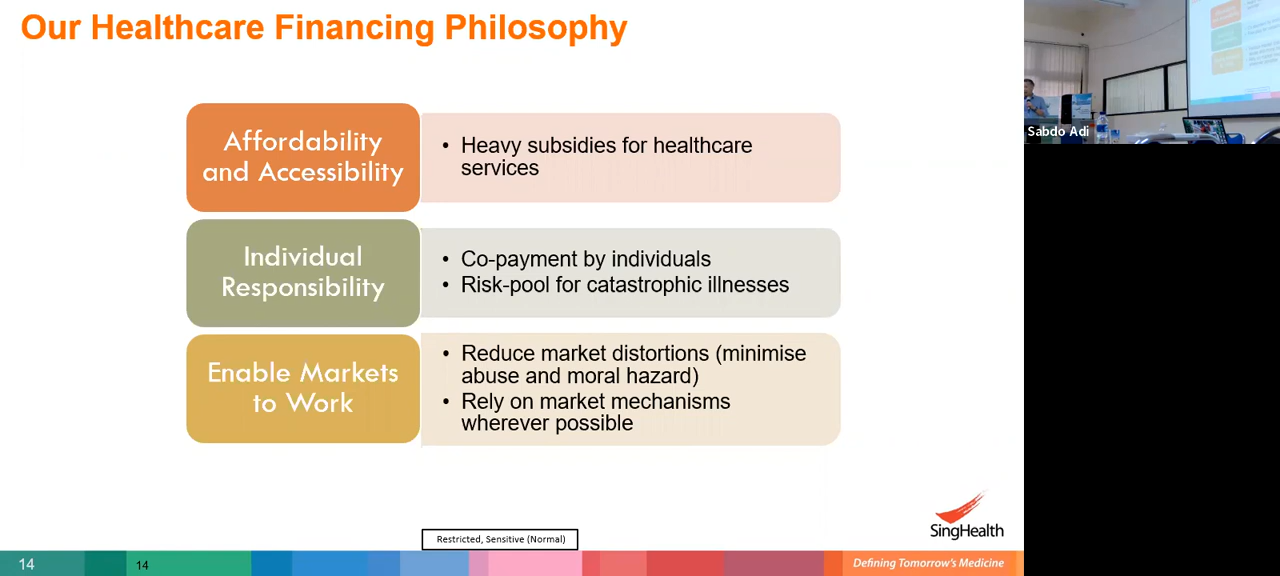 Our Healthcare Financing Philosophy
Affordability
and Accessibility
• Heavy subsidies for healthcare
services
Individual
Responsibility
• Co-payment by individuals
• Risk-pool for catastrophic illnesses
Enable Markets
to Work
• Reduce market distortions (minimise
abuse and moral hazard)
• Rely on market mechanisms
wherever possible
SingHealth
Restricted, Sensitive (Normal)
14
14
Defining Tomorrow's Medicine
Sabdo Adi